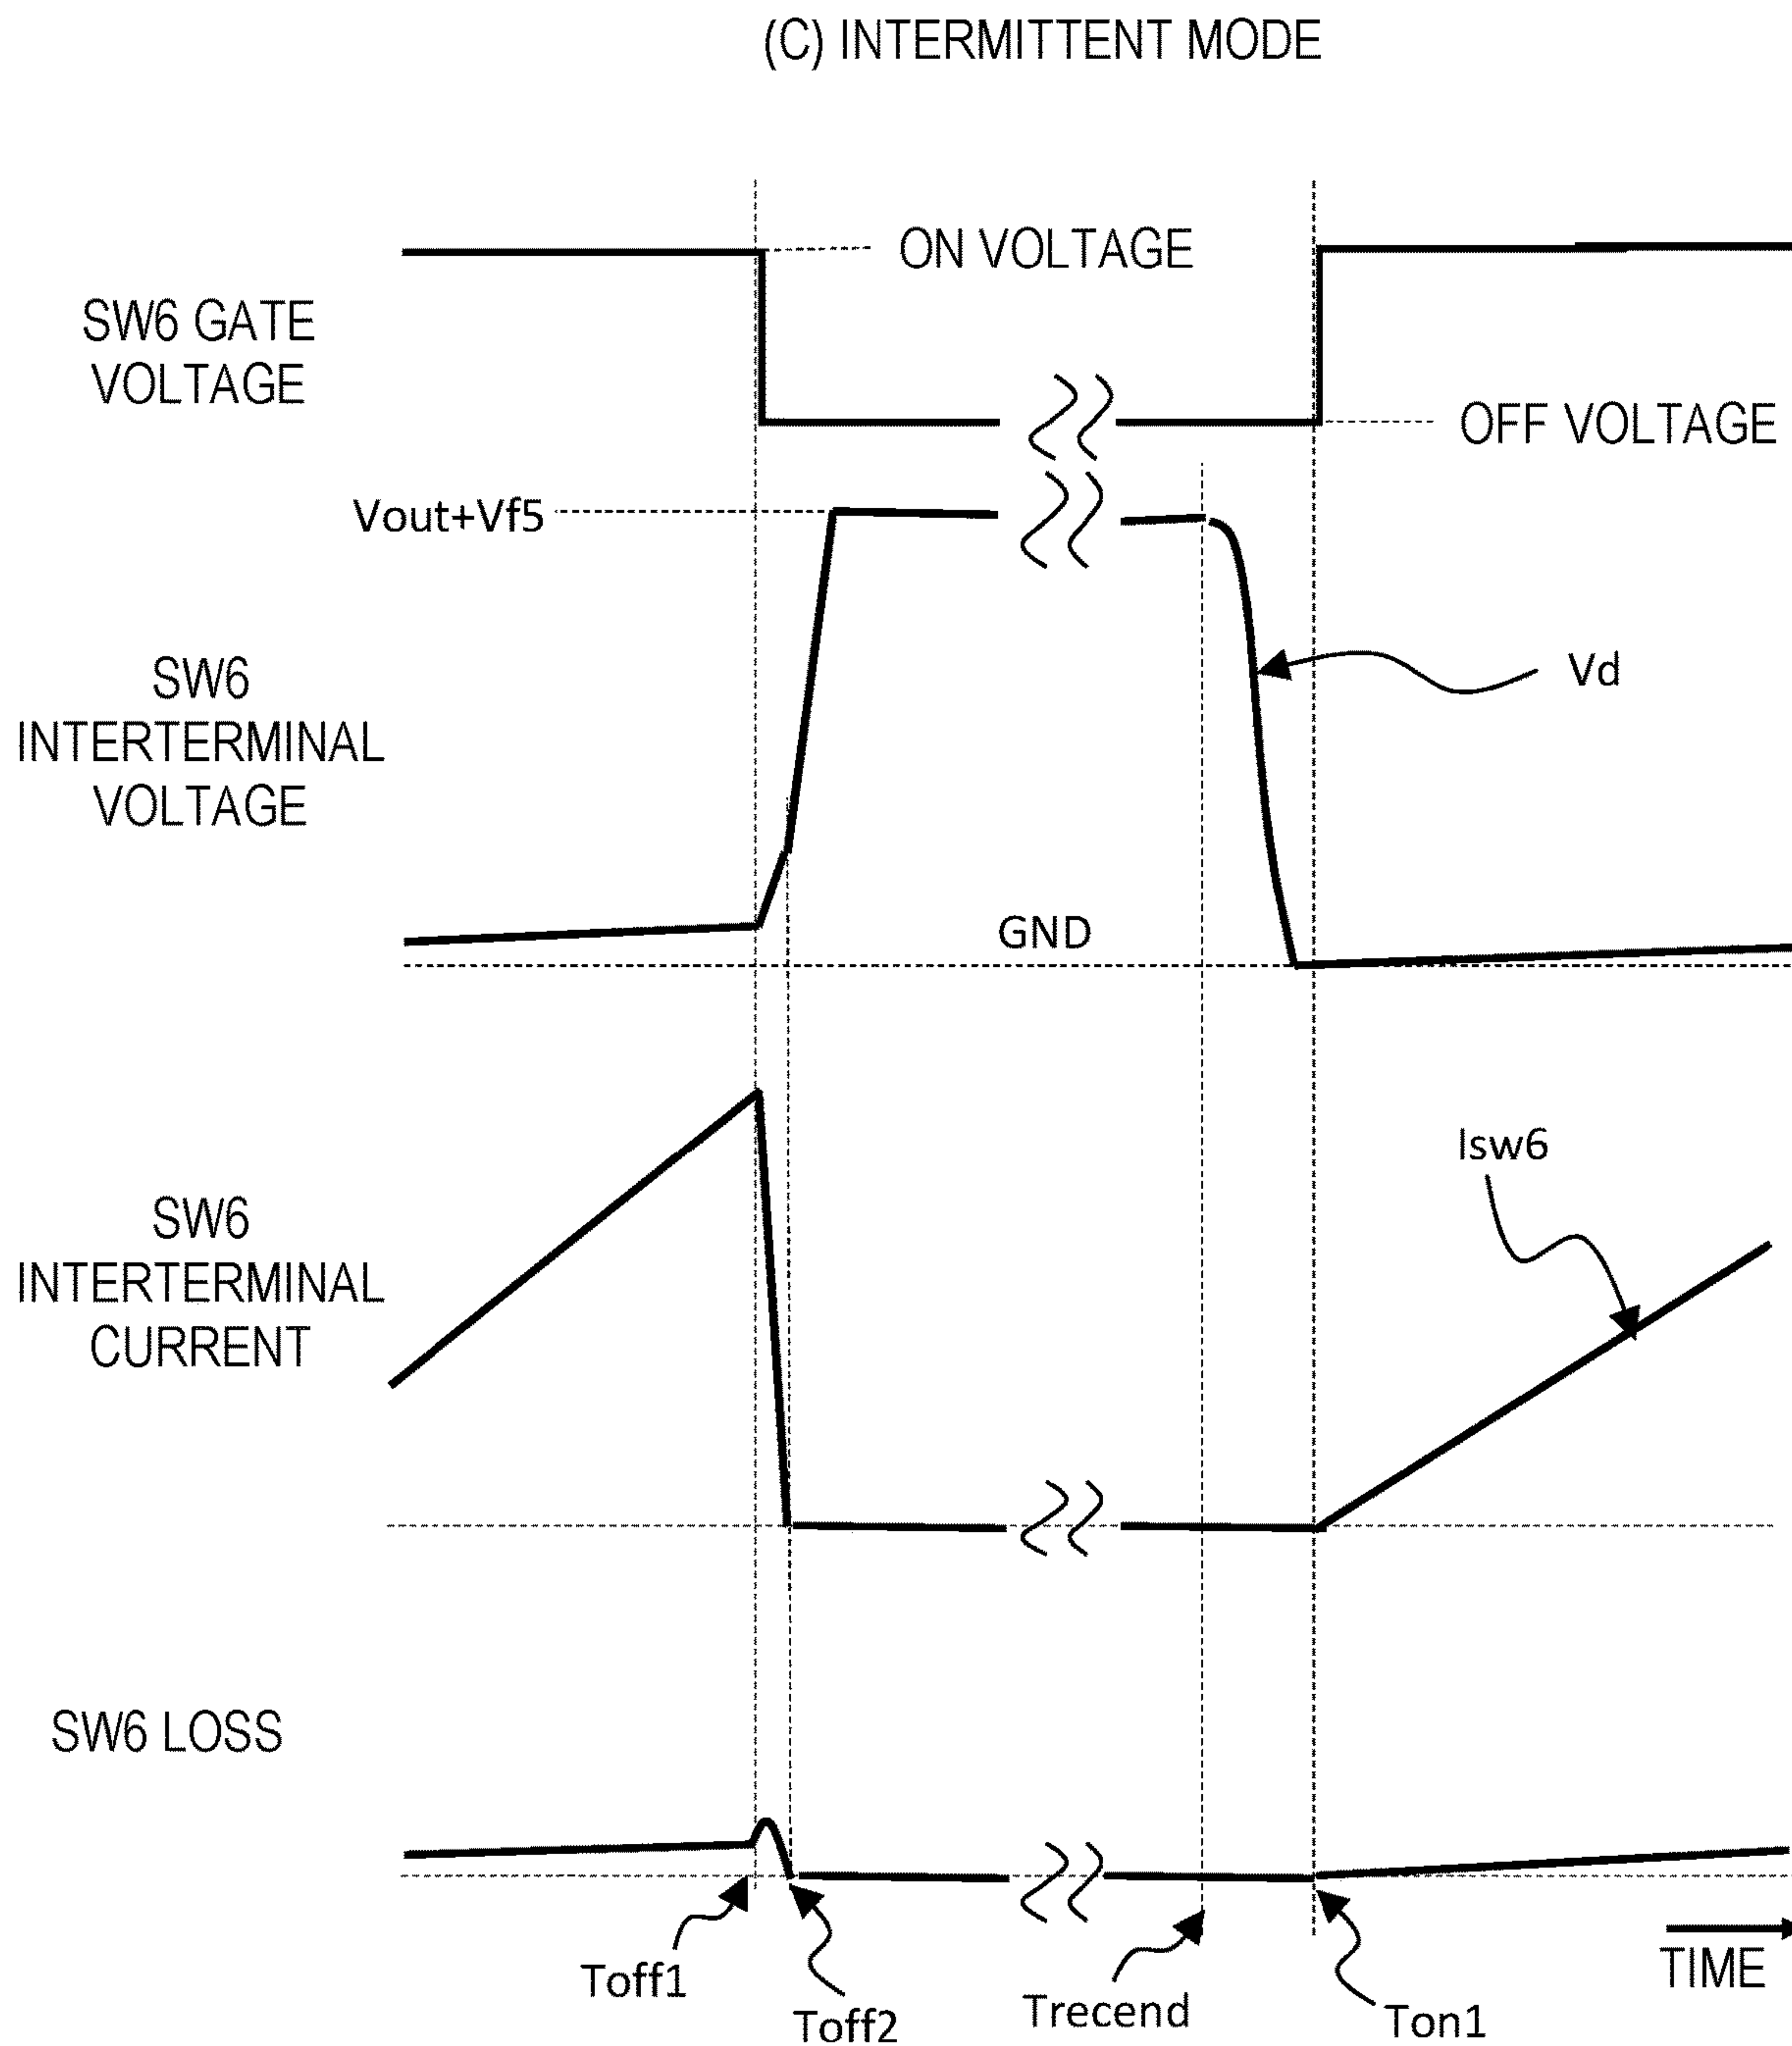 (C) INTERMITTENT MODE
ON VOLTAGE
SW6 GATE
VOLTAGE
OFF VOLTAGE
Vout+Vf5
Vd
SW6
INTERTERMINAL
VOLTAGE
GND
Isw6
SW6
INTERTERMINAL
CURRENT
SW6 LOSS
TIME
Toff1
Toff2
Trecend
Ton1